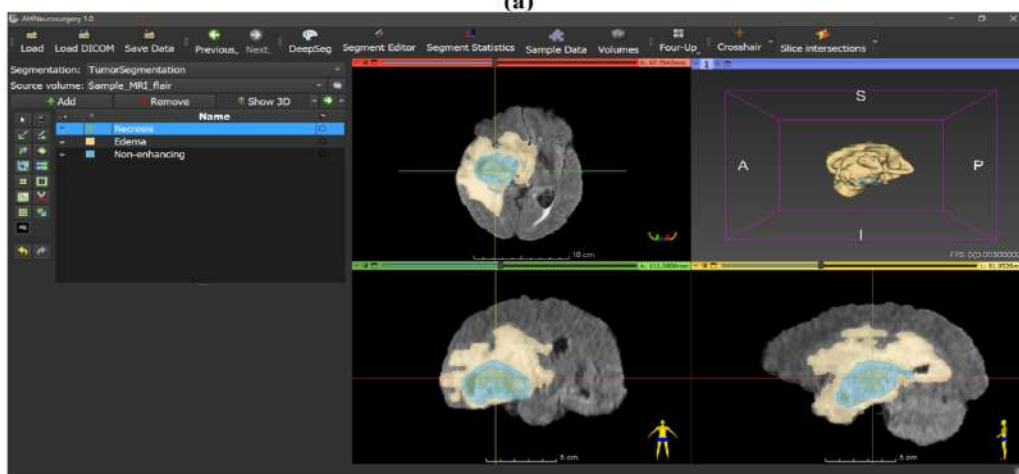 (a)
AI4Neurosurgery 1.0
Load Load DICOM Save Data Previous Next DeepSeg Segment Editor Segment Statistics Sample Data Volumes Four-Up Crosshair Slice intersections
Segmentation: TumorSegmentation
Source volume: Sample_MRI_flair
Add Remove Show 3D
Name
Necrosis
Edema
Non-enhancing
1
S
A
P
I
10 cm
5 cm
5 cm